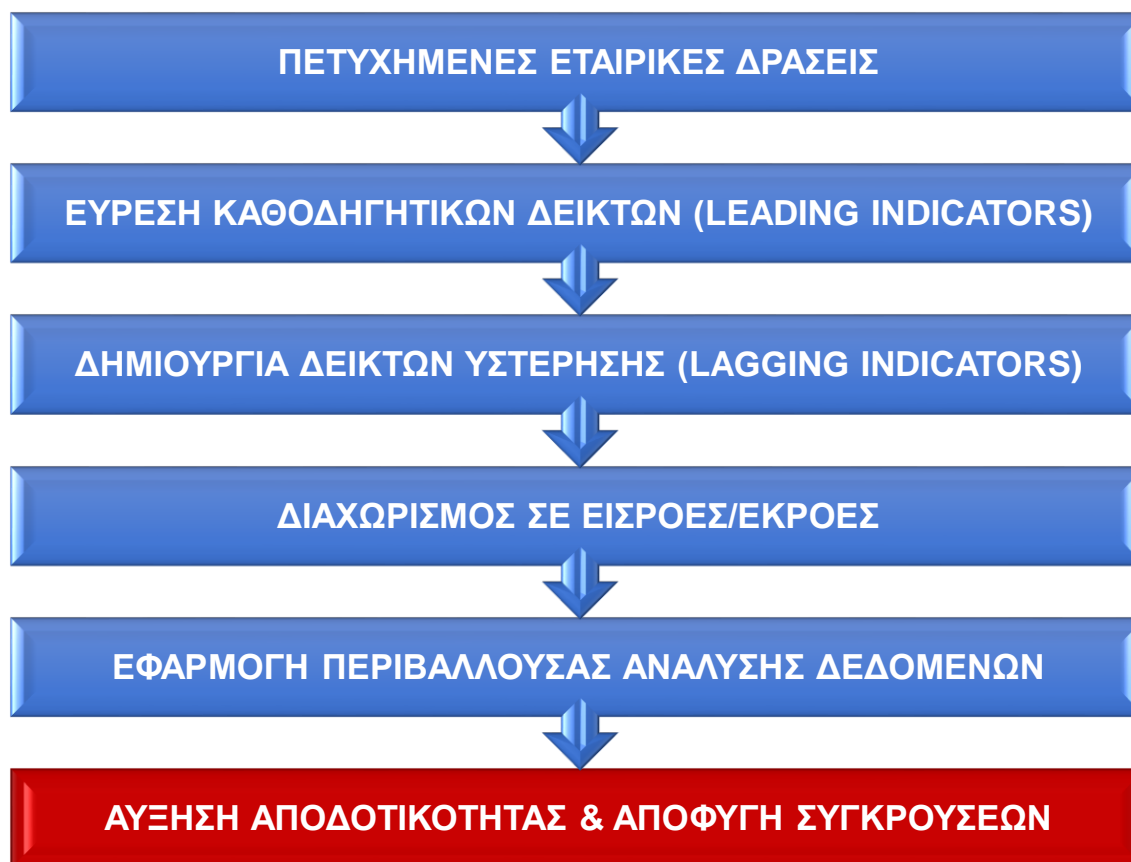 ΠΕΤΥΧΗΜΕΝΕΣ ΕΤΑΙΡΙΚΕΣ ΔΡΑΣΕΙΣ
ΕΥΡΕΣΗ ΚΑΘΟΔΗΓΗΤΙΚΩΝ ΔΕΙΚΤΩΝ (LEADING INDICATORS)
ΔΗΜΙΟΥΡΓΙΑ ΔΕΙΚΤΩΝ ΥΣΤΕΡΗΣΗΣ (LAGGING INDICATORS)
ΔΙΑΧΩΡΙΣΜΟΣ ΣΕ ΕΙΣΡΟΕΣ/ΕΚΡΟΕΣ
ΕΦΑΡΜΟΓΗ ΠΕΡΙΒΑΛΛΟΥΣΑΣ ΑΝΑΛΥΣΗΣ ΔΕΔΟΜΕΝΩΝ
ΑΥΞΗΣΗ ΑΠΟΔΟΤΙΚΟΤΗΤΑΣ & ΑΠΟΦΥΓΗ ΣΥΓΚΡΟΥΣΕΩΝ